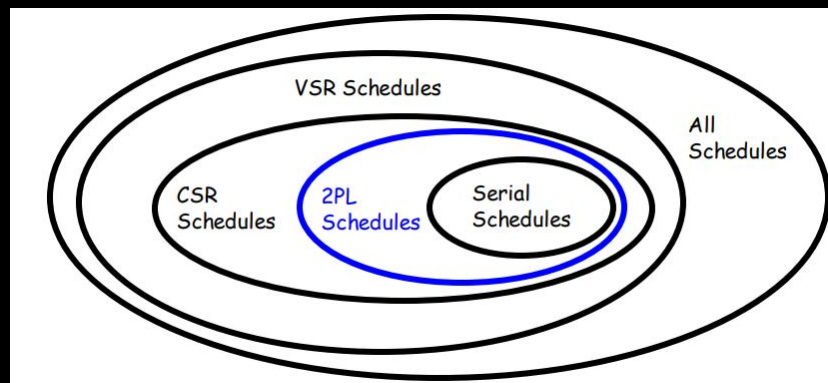 VSR Schedules
All
Schedules
CSR
Schedules
2PL
Schedules
Serial
Schedules